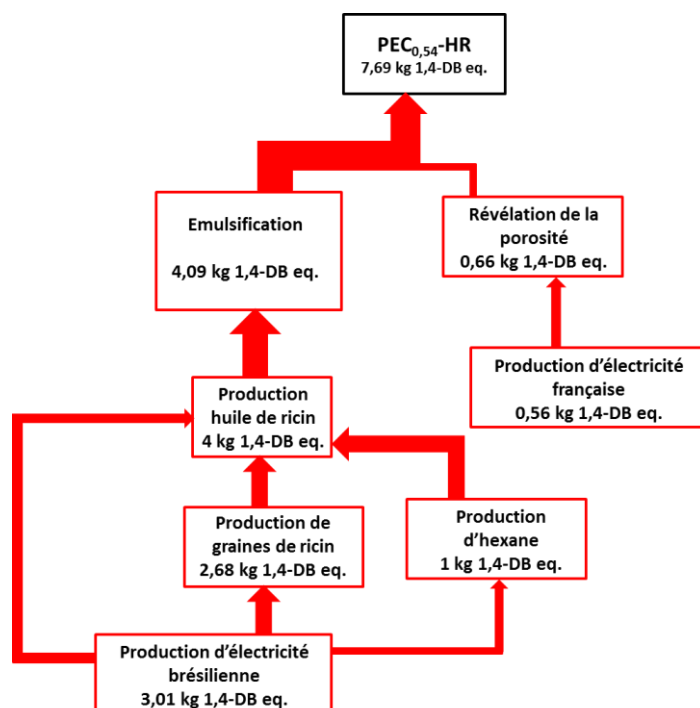 PEC0,54-HR
7,69 kg 1,4-DB eq.
Emulsification
4,09 kg 1,4-DB eq.
Révélation de la
porosité
0,66 kg 1,4-DB eq.
Production d’électricité
française
0,56 kg 1,4-DB eq.
Production
huile de ricin
4 kg 1,4-DB eq.
Production de
graines de ricin
2,68 kg 1,4-DB eq.
Production
d’hexane
1 kg 1,4-DB eq.
Production d’électricité
brésilienne
3,01 kg 1,4-DB eq.